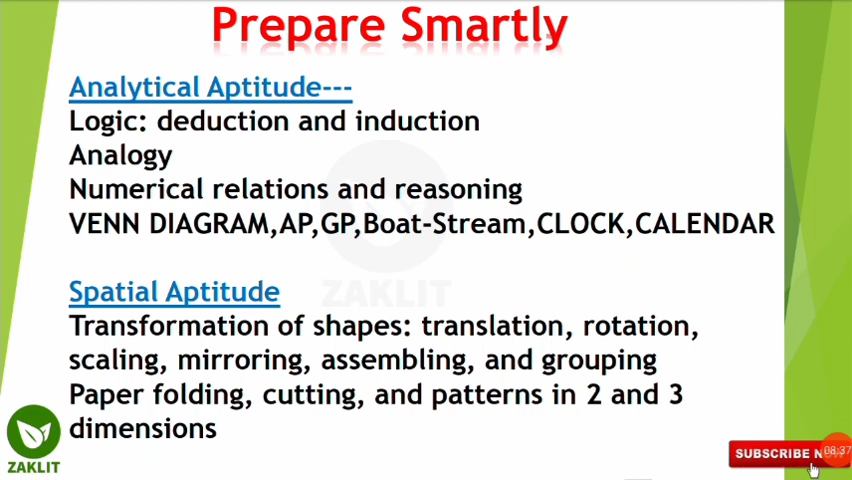 Prepare Smartly
Analytical Aptitude---
Logic: deduction and induction
Analogy
Numerical relations and reasoning
VENN DIAGRAM,AP,GP,Boat-Stream,CLOCK,CALENDAR
ZAKLIT
Spatial Aptitude
Transformation of shapes: translation, rotation,
scaling, mirroring, assembling, and grouping
Paper folding, cutting, and patterns in 2 and 3
dimensions
ZAKLIT
SUBSCRIBE
08:37